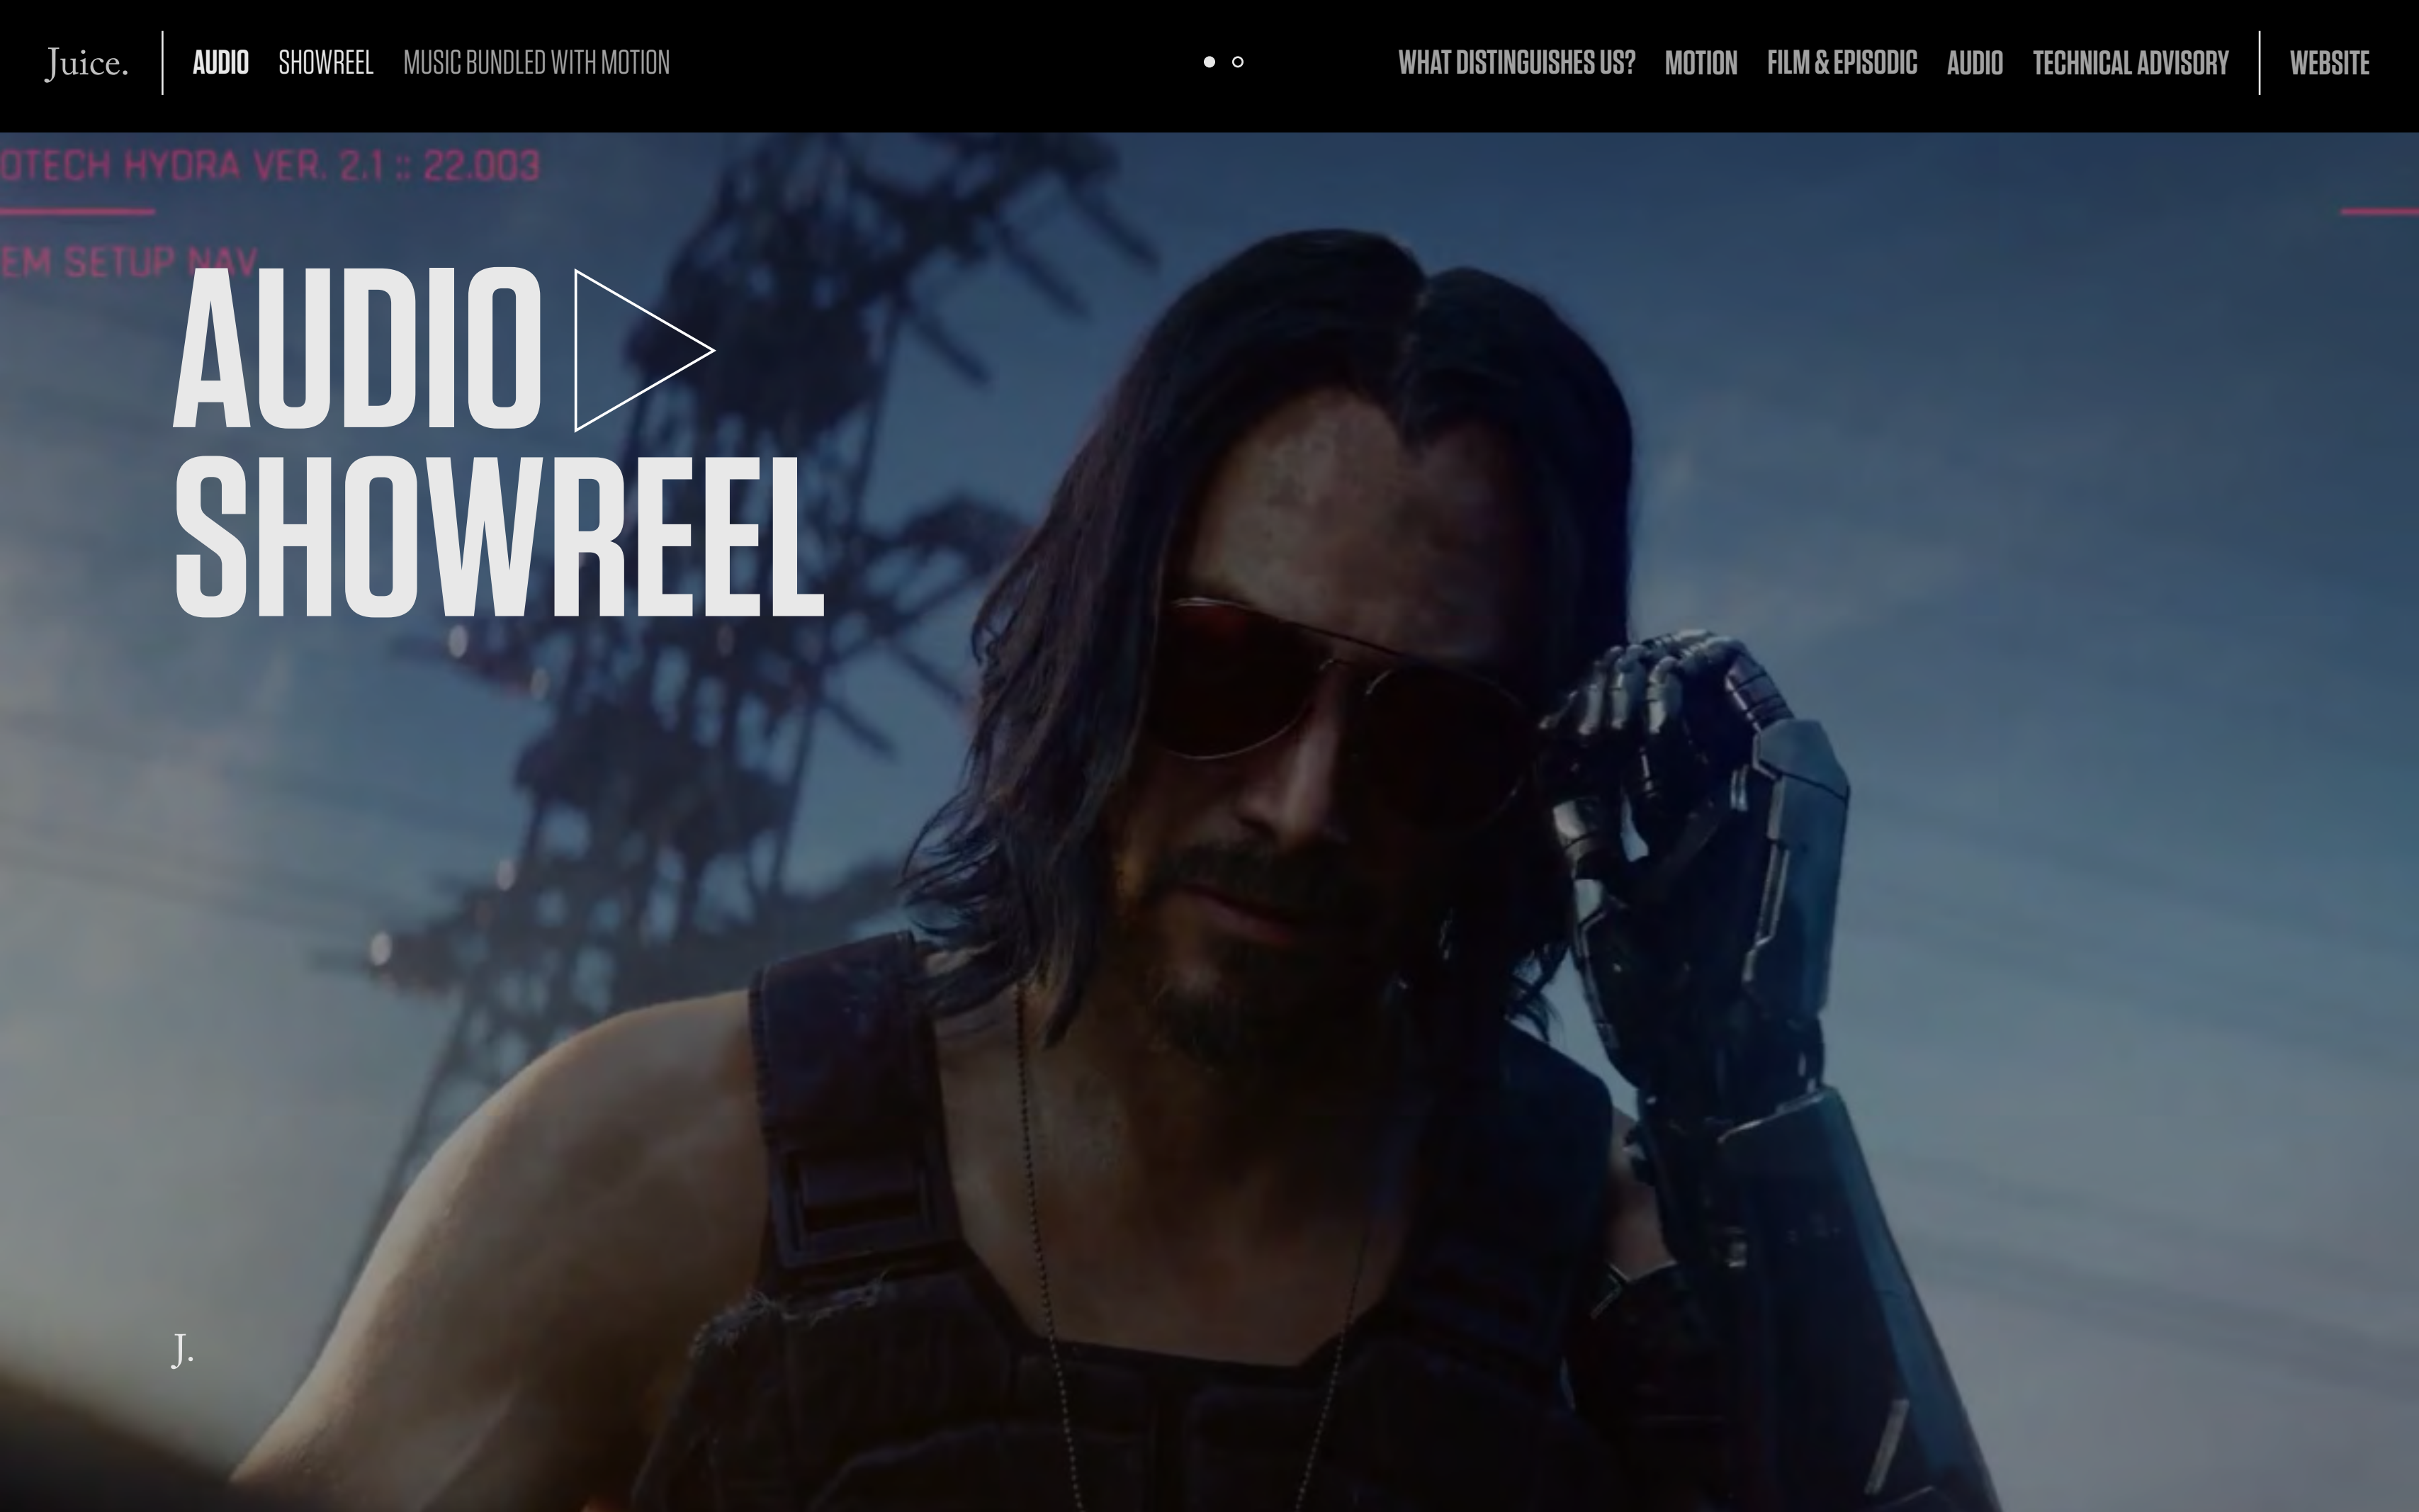 Juice. AUDIO SHOWREEL MUSIC BUNDLED WITH MOTION WHAT DISTINGUISHES US? MOTION FILM & EPISODIC AUDIO TECHNICAL ADVISORY WEBSITE
OTECH HYDRA VER. 2.1 :: 22.003
EM SETUP NAV
AUDIO
SHOWREEL
J.